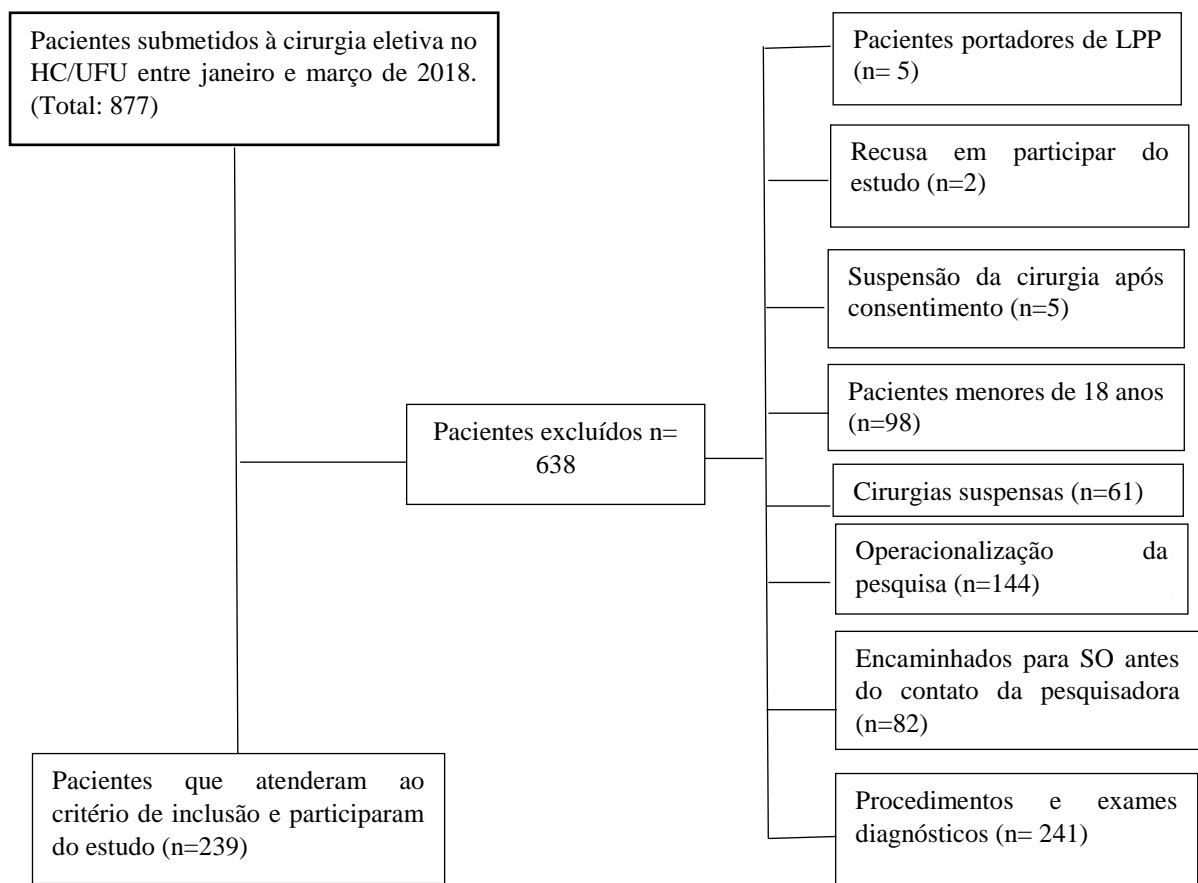 Pacientes submetidos à cirurgia eletiva no
HC/UFU entre janeiro e março de 2018.
(Total: 877)
Pacientes excluídos n=
638
Pacientes que atenderam ao
critério de inclusão e participaram
do estudo (n=239)
Pacientes portadores de LPP
(n= 5)
Recusa em participar do
estudo (n=2)
Suspensão da cirurgia após
consentimento (n=5)
Pacientes menores de 18 anos
(n=98)
Cirurgias suspensas (n=61)
Operacionalização da
pesquisa (n=144)
Encaminhados para SO antes
do contato da pesquisadora
(n=82)
Procedimentos e exames
diagnósticos (n= 241)